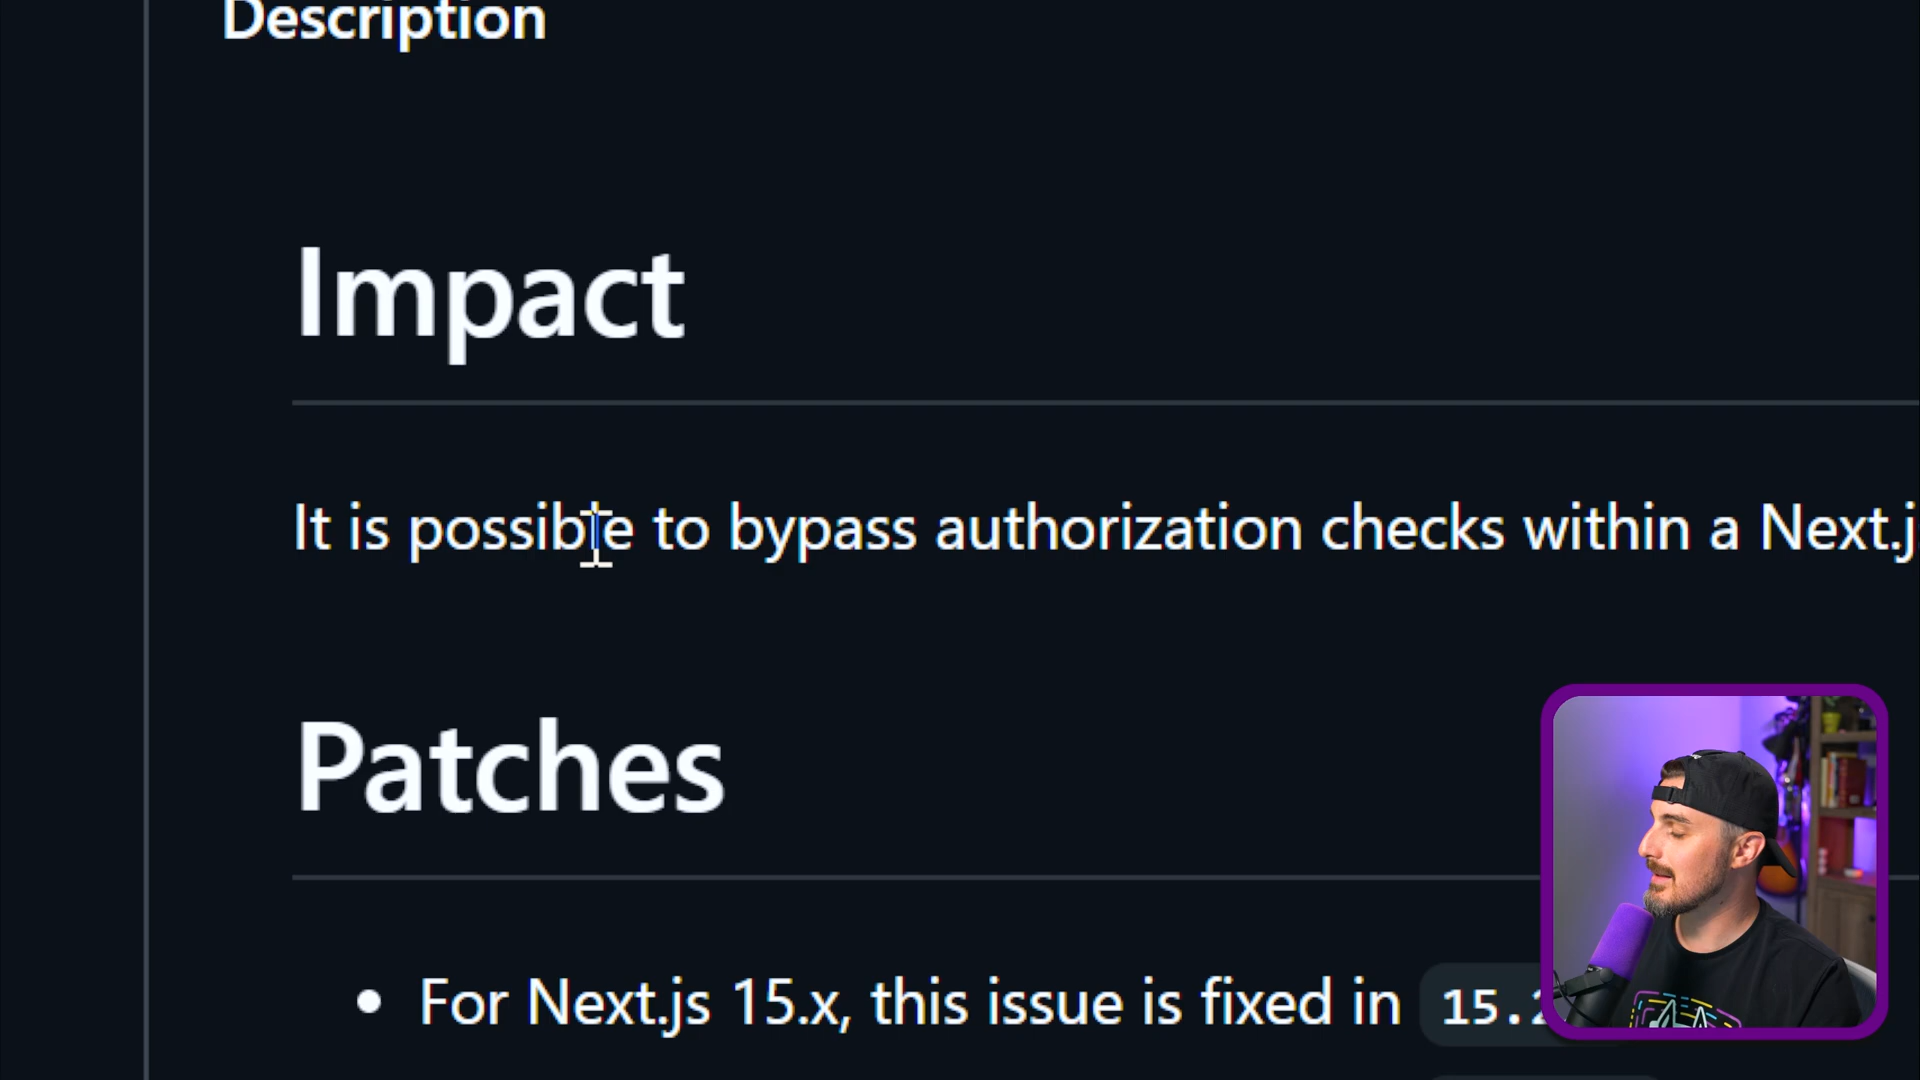 Description
Impact
It is possible to bypass authorization checks within a Next.j
Patches
• For Next.js 15.x, this issue is fixed in 15.2